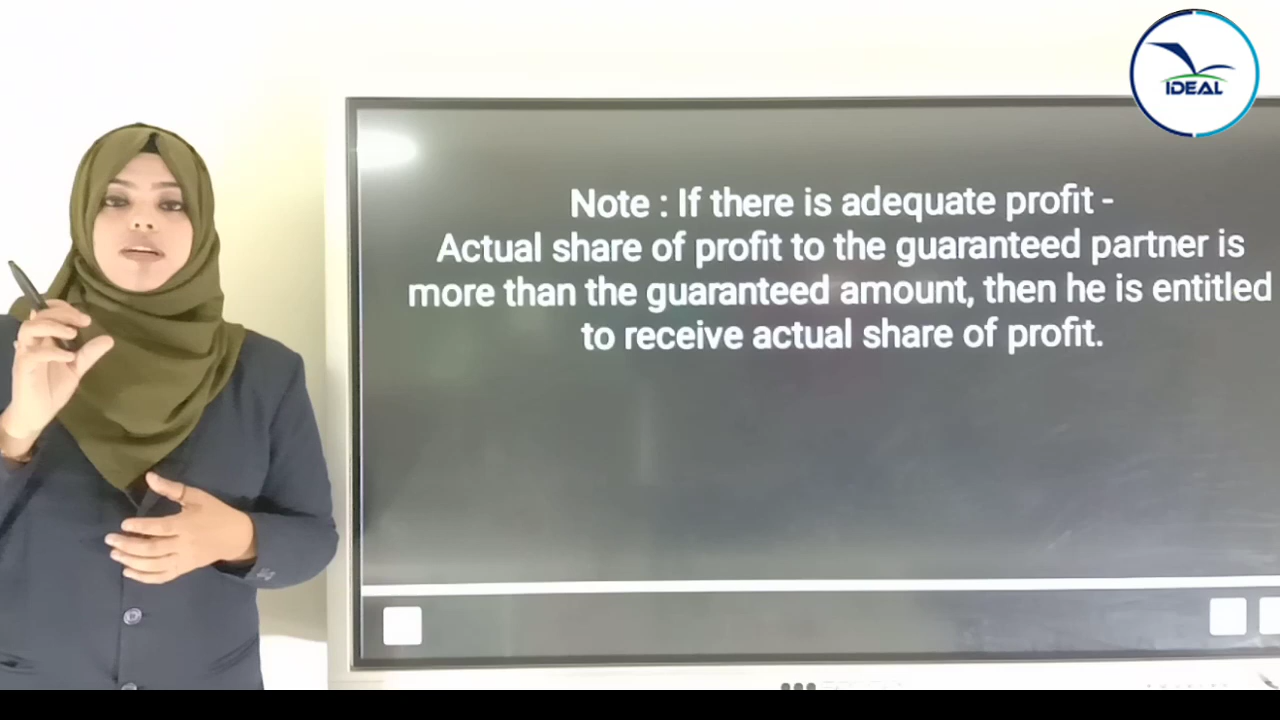 IDEAL
Note : If there is adequate profit -
Actual share of profit to the guaranteed partner is
more than the guaranteed amount, then he is entitled
to receive actual share of profit.